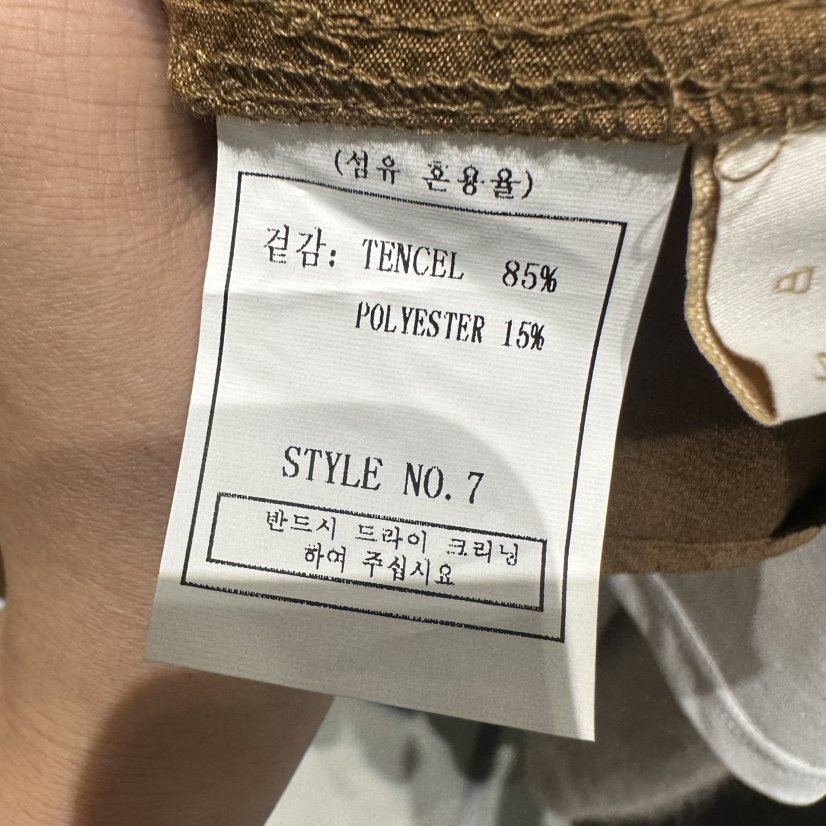 (섬유 혼용율)
겉감: TENCEL 85%
POLYESTER 15%
STYLE NO. 7
반드시 드라이 크리닝
하여 주십시요